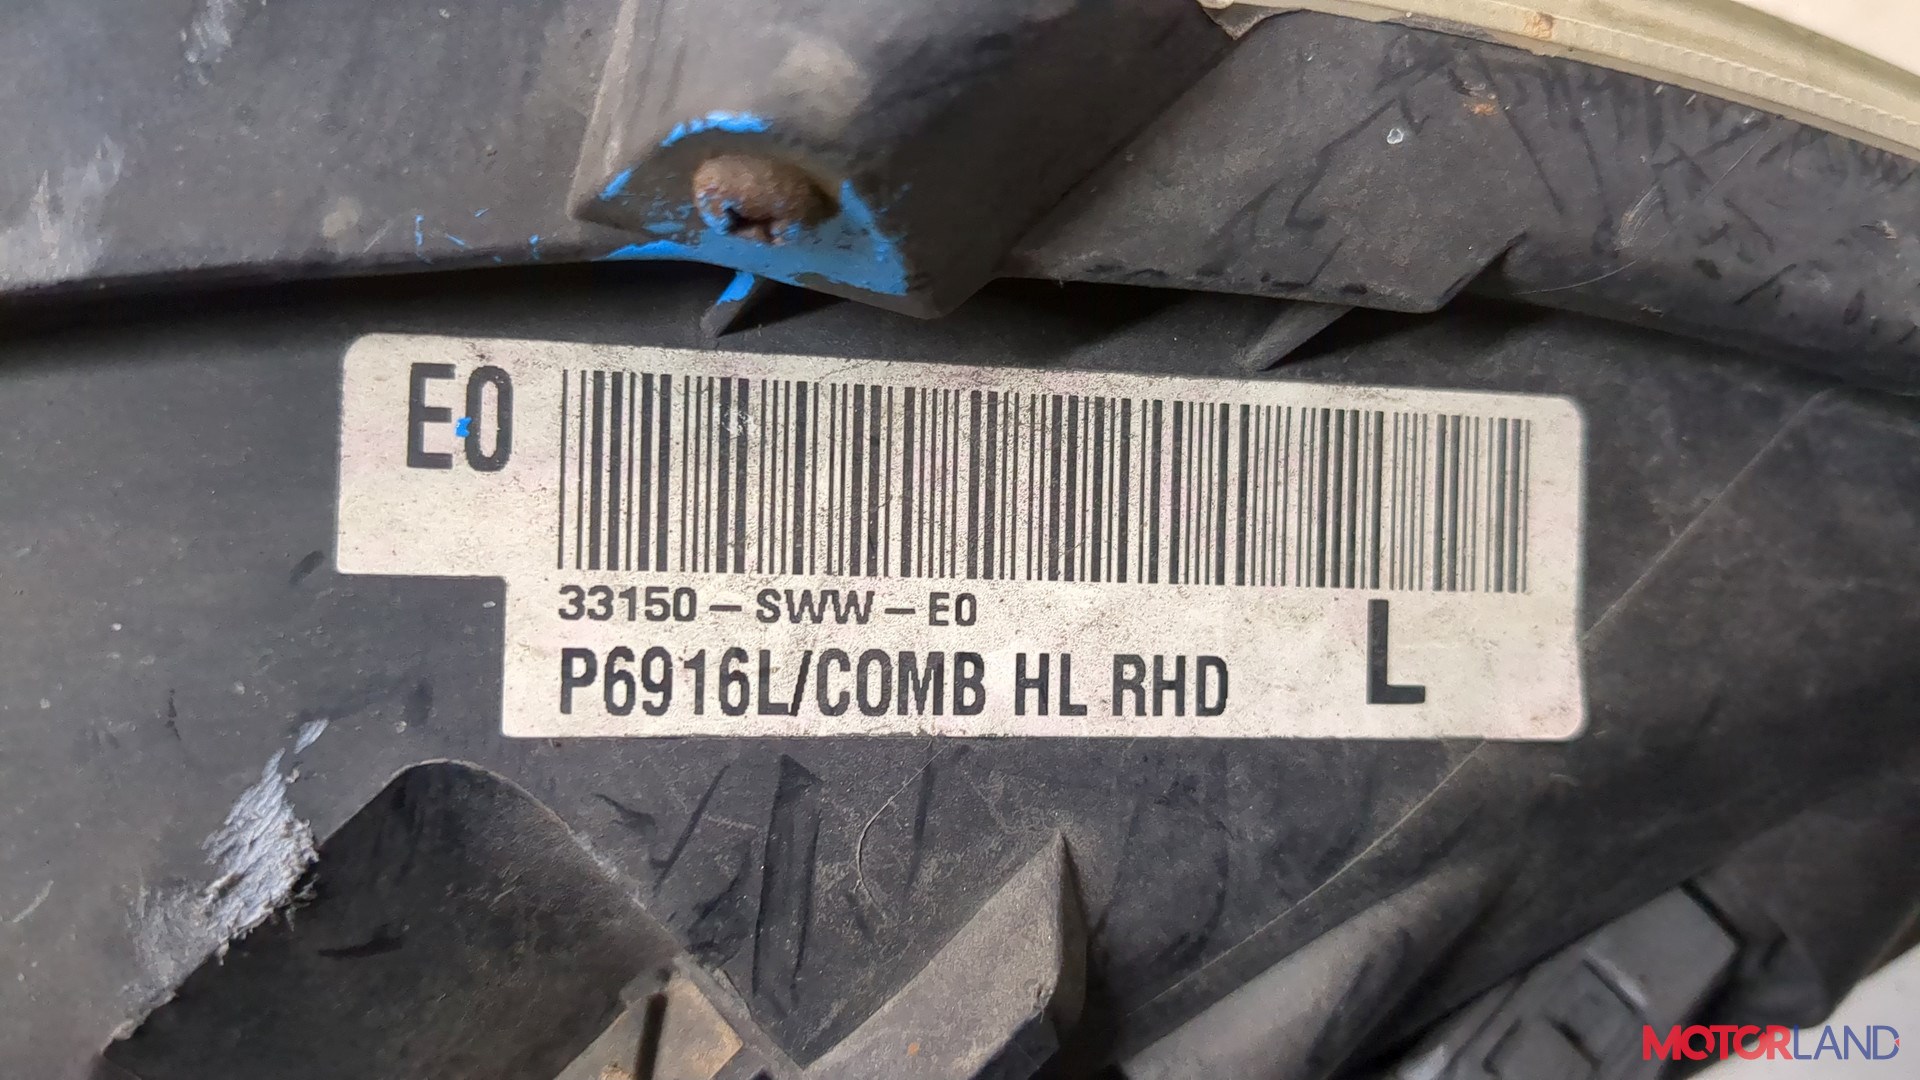 E0
33150-SWW-E0
P6916L/COMB HL RHD
L
MOTORLAND